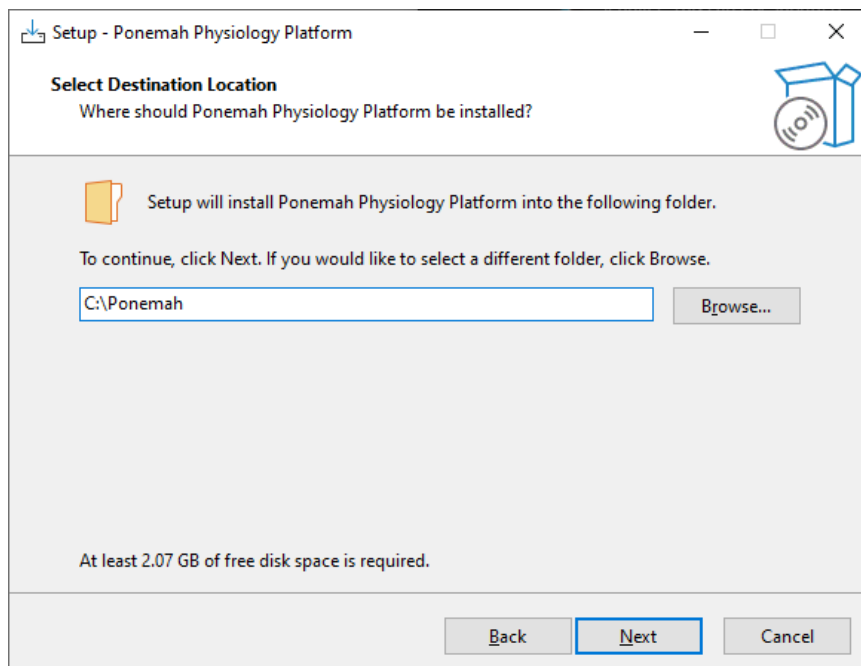 Setup - Ponemah Physiology Platform
Select Destination Location
Where should Ponemah Physiology Platform be installed?
Setup will install Ponemah Physiology Platform into the following folder.
To continue, click Next. If you would like to select a different folder, click Browse.
C:\Ponemah
Browse...
At least 2.07 GB of free disk space is required.
Back Next Cancel